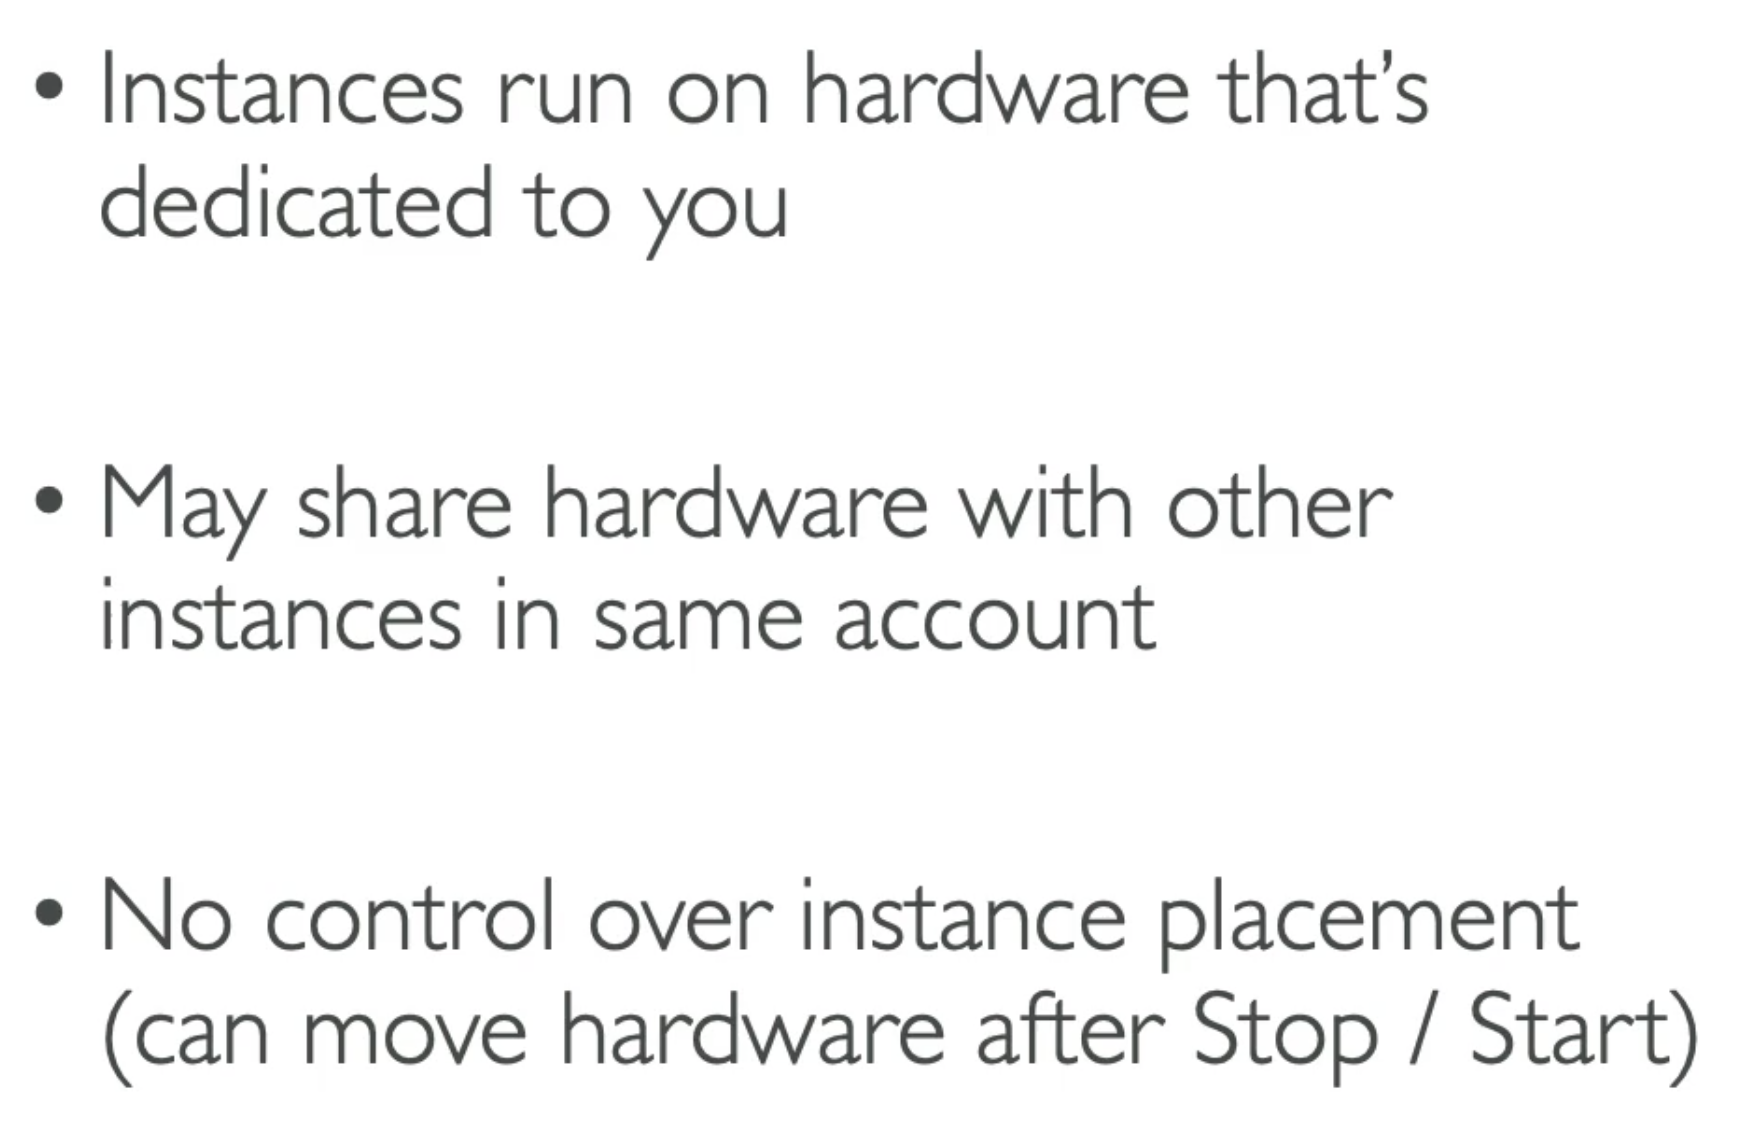 • Instances run on hardware that’s
dedicated to you
• May share hardware with other
instances in same account
• No control over instance placement
(can move hardware after Stop / Start)